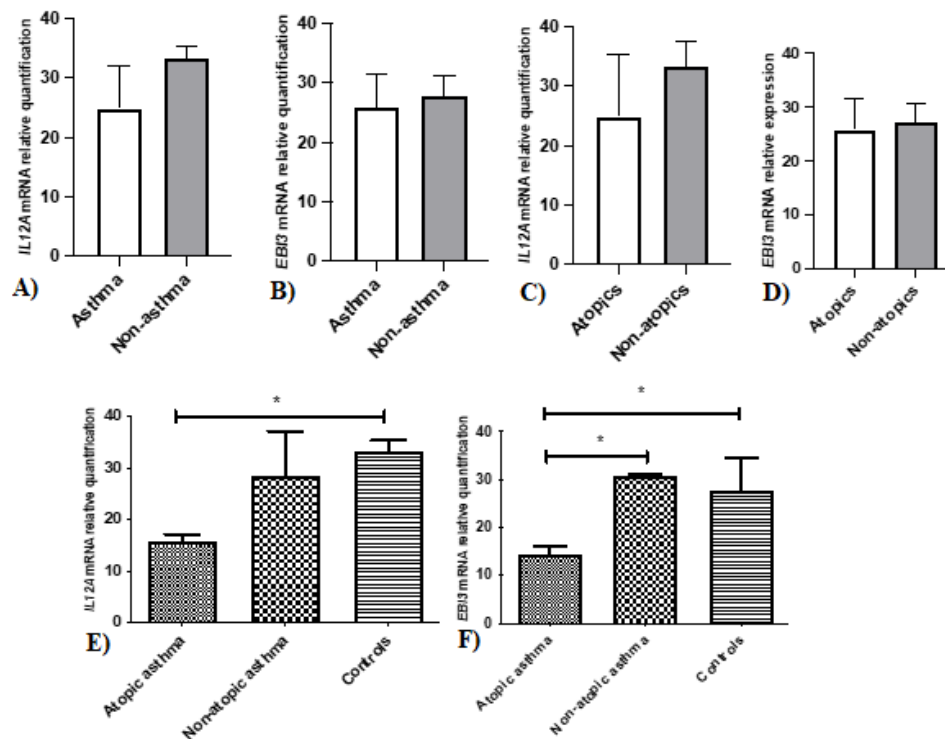 IL12A mRNA relative quantification
40
30
20
10
0
Asthma
Non-asthma
A)
EBI3 mRNA relative quantification
40
30
20
10
0
Asthma
Non-asthma
B)
IL12A mRNA relative quantification
40
30
20
10
0
Atopics
Non-atopics
C)
EBI3 mRNA relative expression
40
30
20
10
0
Atopics
Non-atopics
D)
IL12A mRNA relative quantification
40
30
20
10
0
*
Atopic asthma
Non-atopic asthma
Controls
E)
EBI3 mRNA relative quantification
40
30
20
10
0
*
*
Atopic asthma
Non-atopic asthma
Controls
F)